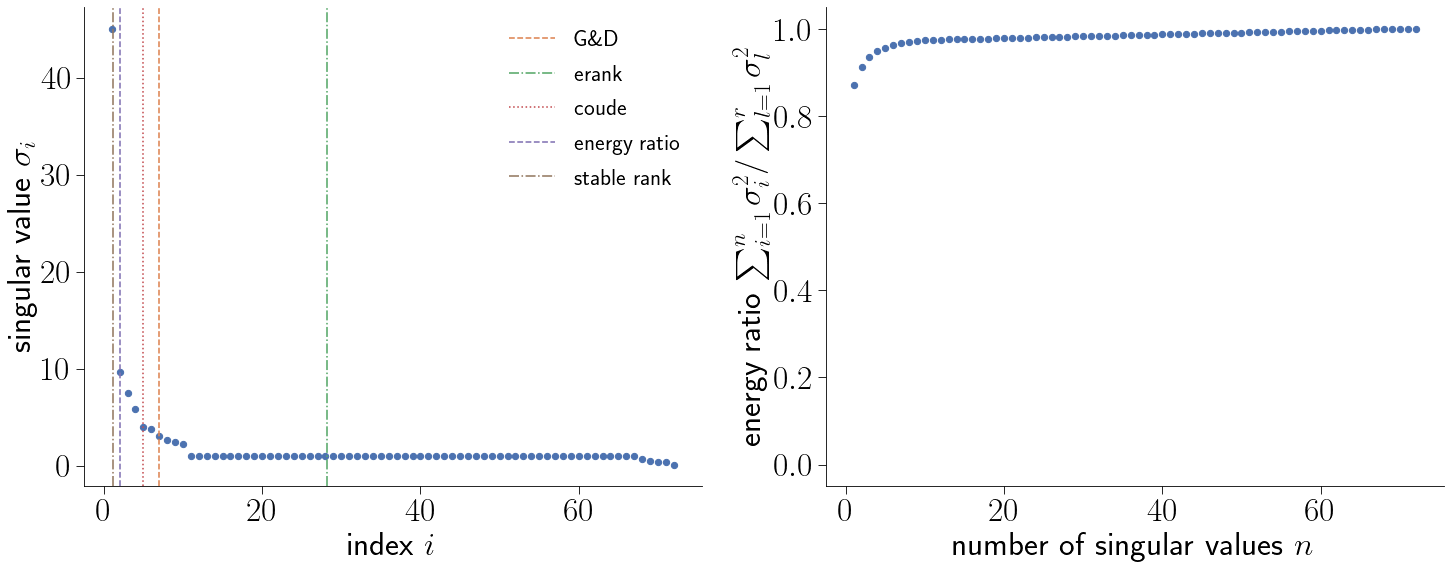 singular value σ_i
40
30
20
10
0
0 20 40 60
index i
G&D
erank
coude
energy ratio
stable rank
energy ratio ∑_{i=1}^{n} σ_i^2 / ∑_{l=1}^{r} σ_l^2
1.0
0.8
0.6
0.4
0.2
0.0
0 20 40 60
number of singular values n